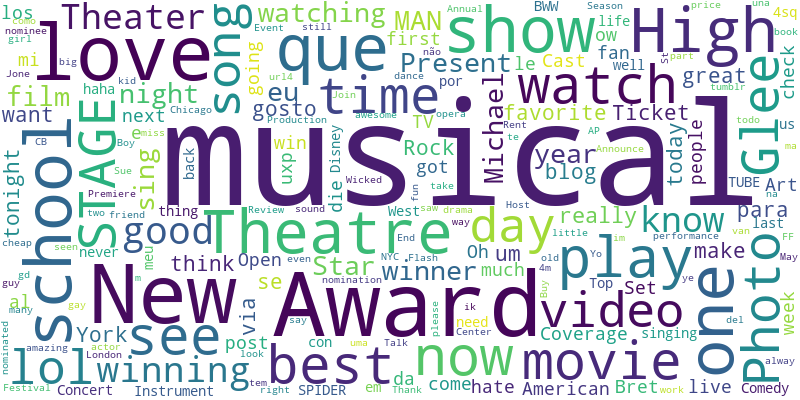 los
como
Theater
watching
MAN
Event
still
Annual
show
BWW
Season
price
una
High
4sq
nominee
girl
love
song
que
first
life
ow
book
Jone
big
mi
going
Present
le
Cast
fan
well
St
part
check
film
haha
url4
não
dance
tumblr
night
eu
time
por
watch
great
want
kid
gosto
Join
favorite
Ticket
us
next
Chicago
Production
awesome
opera
AP
todo
STAGE
e
miss
TV
Michael
Rent
te
Announce
Glee
ma
CB
Boy
back
win
Rock
year
today
people
school
sing
uxp
die
Disney
got
blog
TUBE
Art
na
tonight
Sue
Premiere
Wicked
fun
take
musical
two
friend
thing
Review
sound
West
saw
drama
Host
para
last
FF
never
good
Theatre
way
day
really
know
May
cheap
seen
meu
think
Open
NYC
End
even
Flash
Oh
um
little
im
performance
van
old
Yo
guy
gd
m
Star
winner
much
play
make
Photo
al
many
gay
New
se
nomination
ik
4m
Top
Set
ye
week
York
say
Award
please
need
Center
Buy
video
one
del
nominated
amazing
actor
see
via
post
con
uma
Talk
now
Coverage
singing
alway
London
look
lol
winning
tem
best
da
come
movie
Festival
Concert
Instrument
right
SPIDER
em
Thank
hate
American
Bret
work
live
Comedy